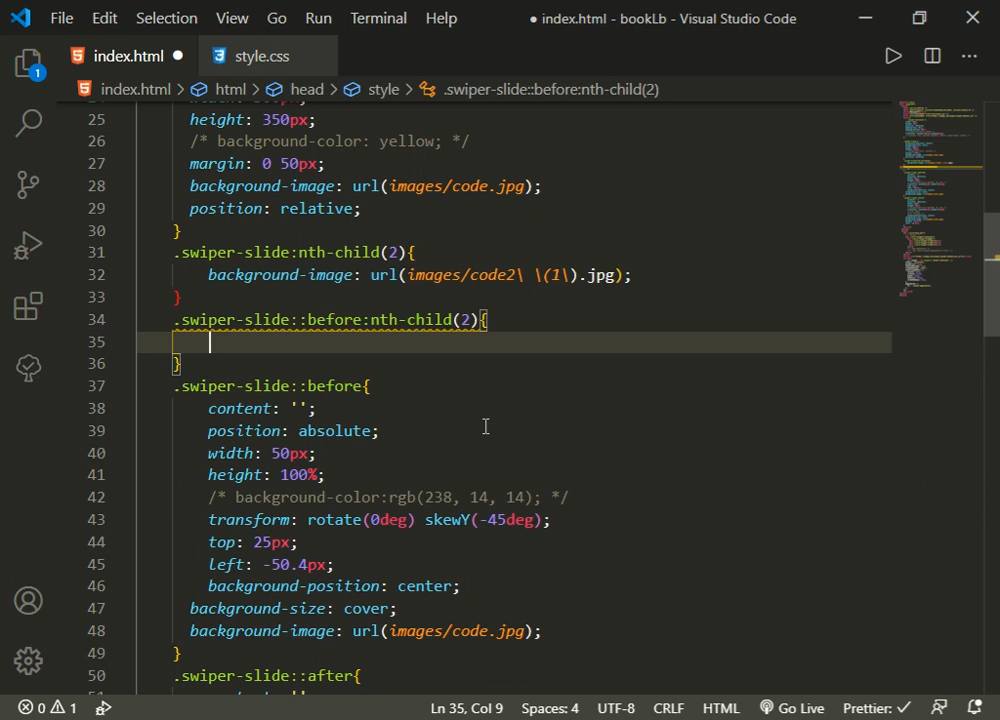 File Edit Selection View Go Run Terminal Help ● index.html - bookLb - Visual Studio Code
index.html style.css
index.html > html > head > style > .swiper-slide::before:nth-child(2)
25 height: 350px;
26 /* background-color: yellow; */
27 margin: 0 50px;
28 background-image: url(images/code.jpg);
29 position: relative;
30 }
31 .swiper-slide:nth-child(2){
32 background-image: url(images/code2\ \(1\).jpg);
33 }
34 .swiper-slide::before:nth-child(2){
35
36 }
37 .swiper-slide::before{
38 content: '';
39 position: absolute;
40 width: 50px;
41 height: 100%;
42 /* background-color:rgb(238, 14, 14); */
43 transform: rotate(0deg) skewY(-45deg);
44 top: 25px;
45 left: -50.4px;
46 background-position: center;
47 background-size: cover;
48 background-image: url(images/code.jpg);
49 }
50 .swiper-slide::after{
1
0 1 Ln 35, Col 9 Spaces: 4 UTF-8 CRLF HTML Go Live Prettier: ✓